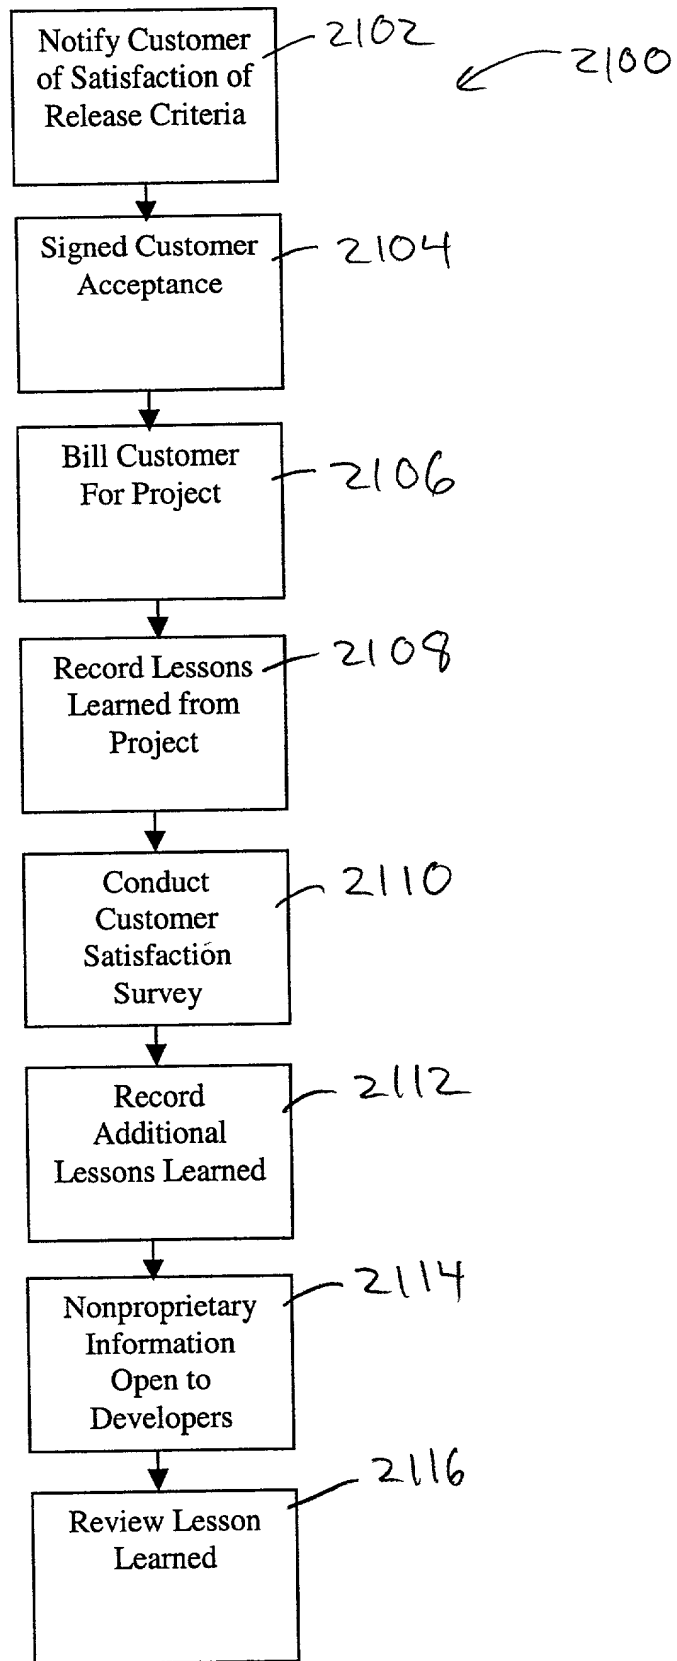 Notify Customer
of Satisfaction of
Release Criteria
2102
2100
Signed Customer
Acceptance
2104
Bill Customer
For Project
2106
Record Lessons
Learned from
Project
2108
Conduct
Customer
Satisfaction
Survey
2110
Record
Additional
Lessons Learned
2112
Nonproprietary
Information
Open to
Developers
2114
Review Lesson
Learned
2116